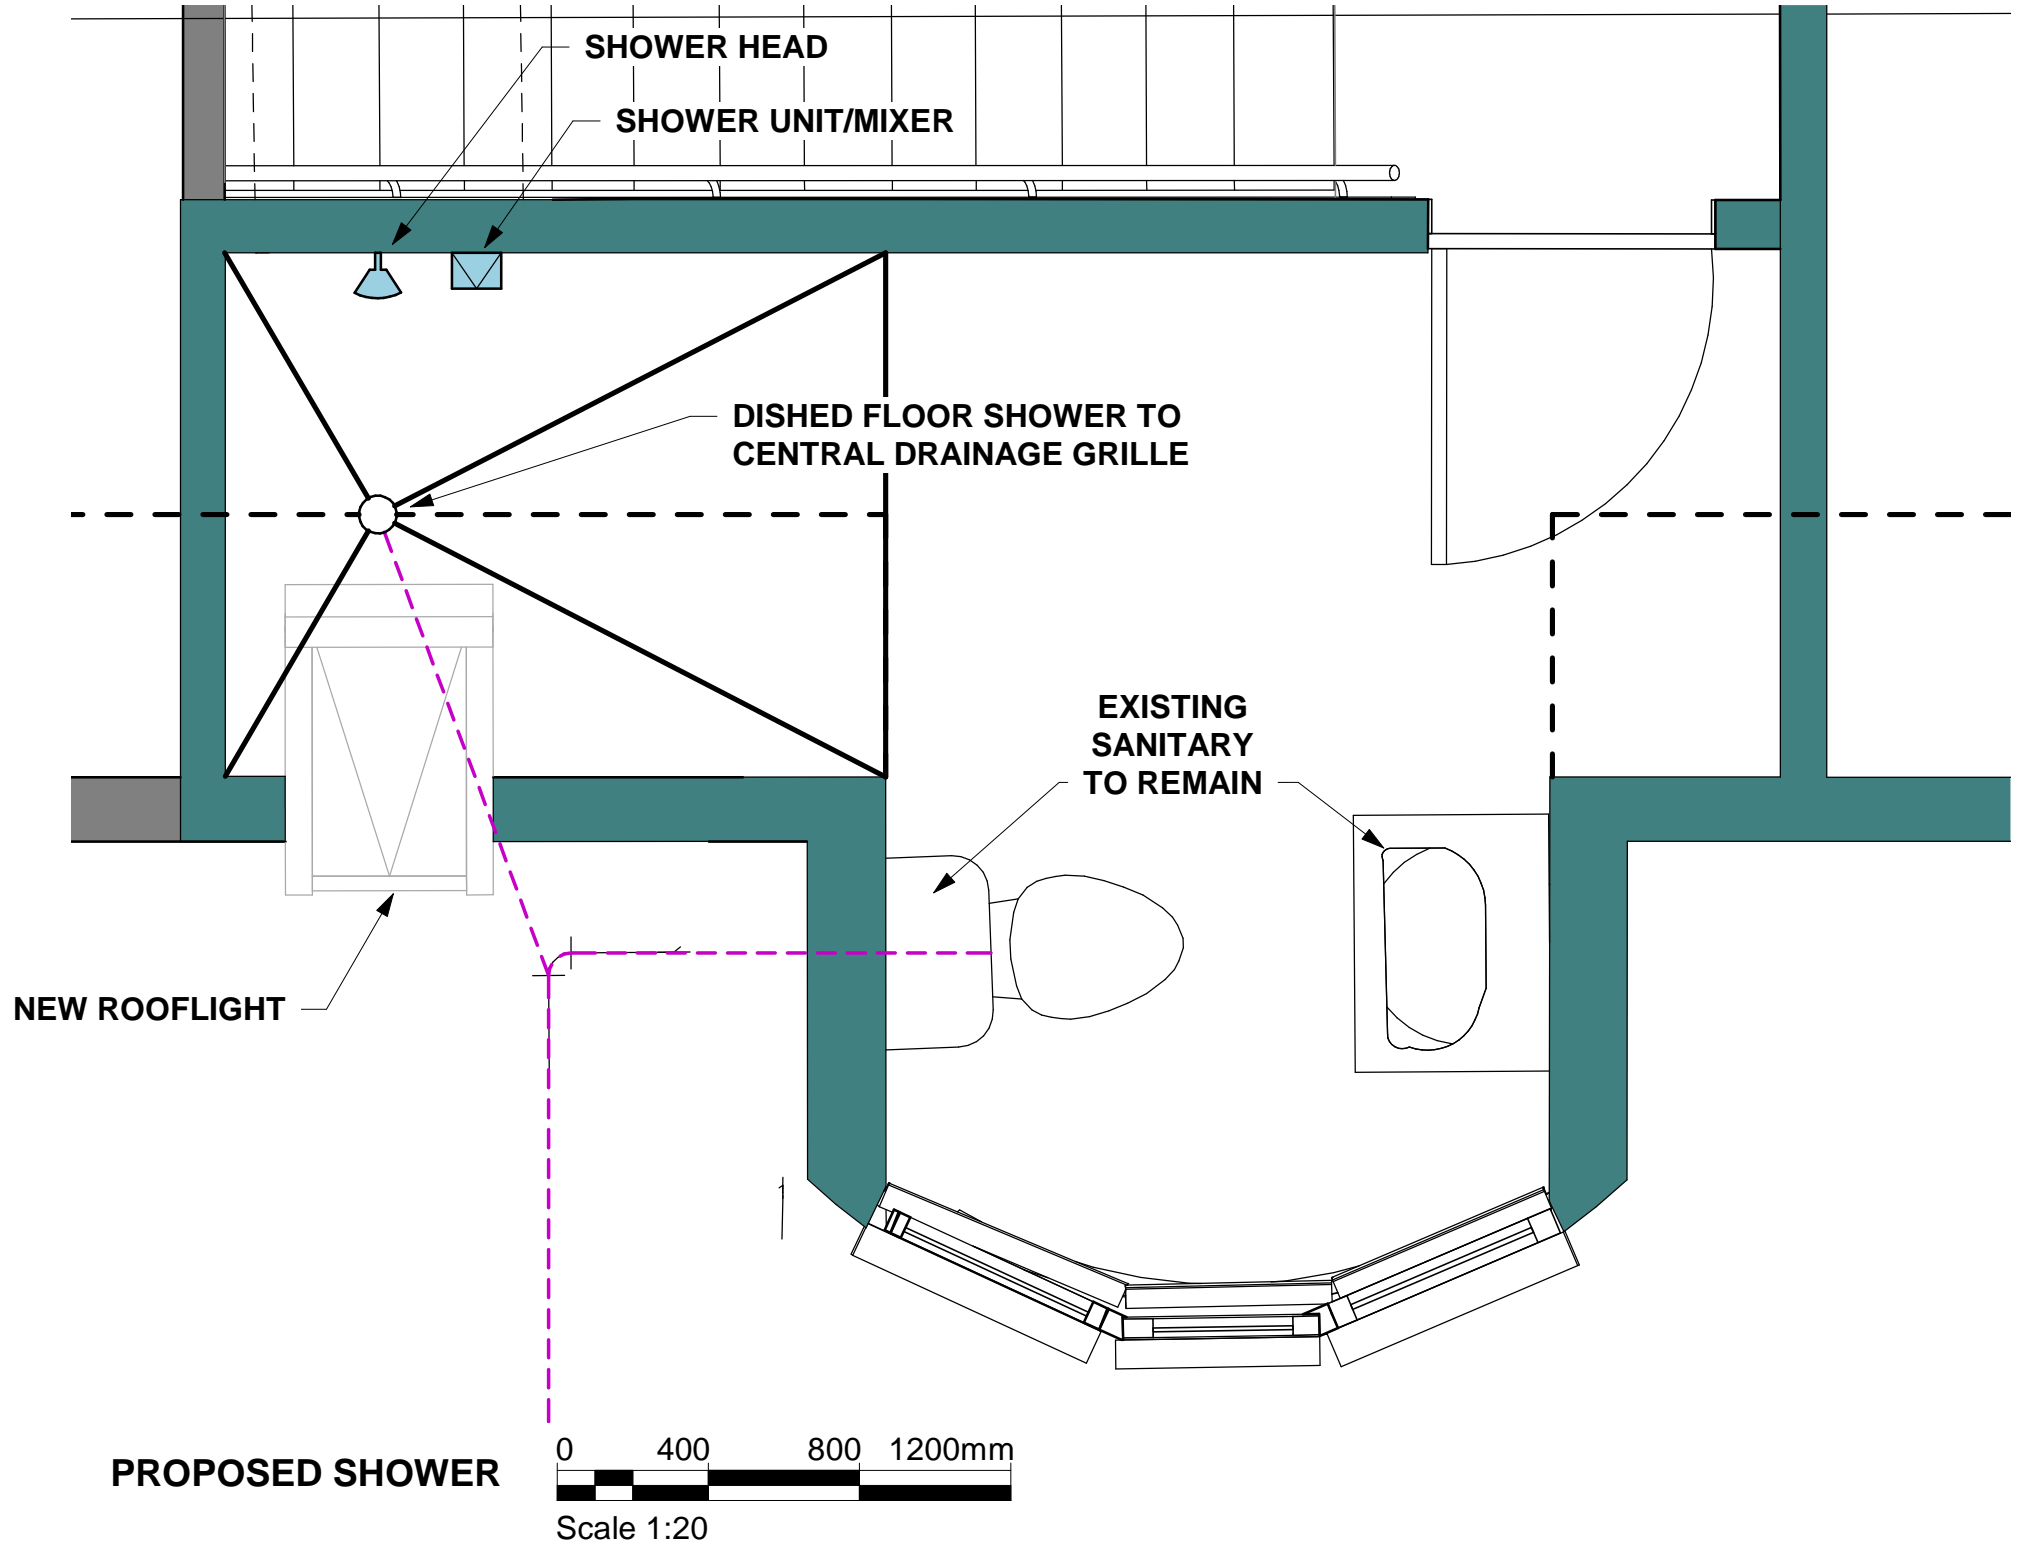 SHOWER HEAD
SHOWER UNIT/MIXER
DISHED FLOOR SHOWER TO
CENTRAL DRAINAGE GRILLE
EXISTING
SANITARY
TO REMAIN
NEW ROOFLIGHT
PROPOSED SHOWER
0 400 800 1200mm
Scale 1:20